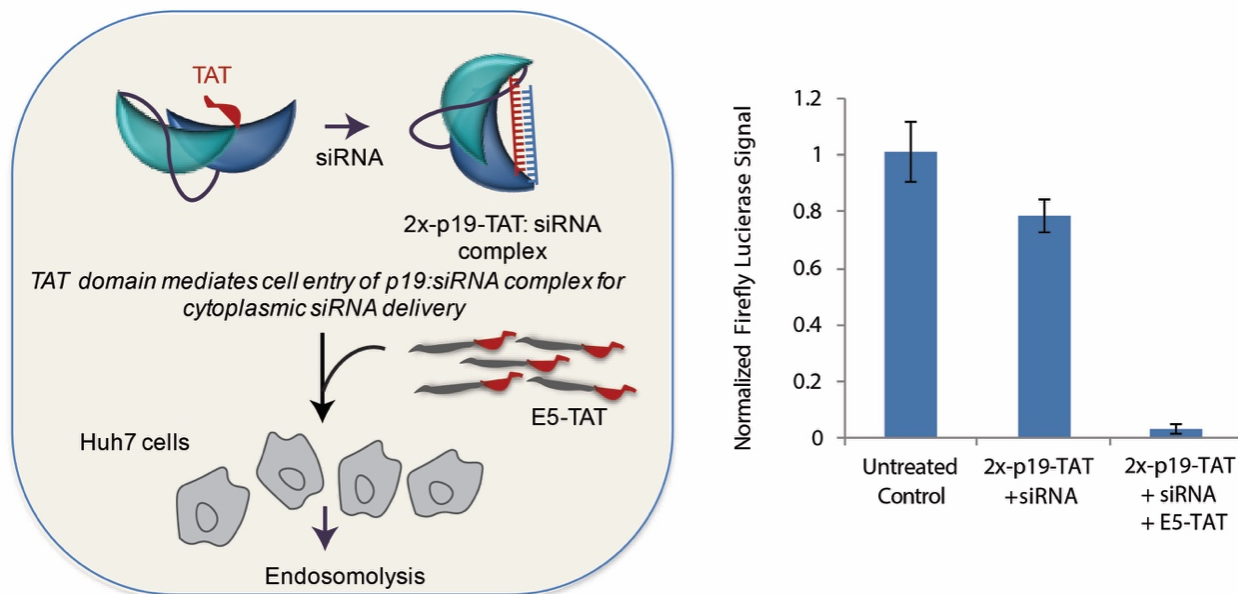 TAT
siRNA
2x-p19-TAT: siRNA
complex
TAT domain mediates cell entry of p19:siRNA complex for
cytoplasmic siRNA delivery
E5-TAT
Huh7 cells
Endosomolysis
Normalized Firefly Lucierase Signal
12
1
0.8
0.6
0.4
0.2
0
Untreated
Control
2x-p19-TAT
+siRNA
2x-p19-TAT
+ siRNA
+ E5-TAT